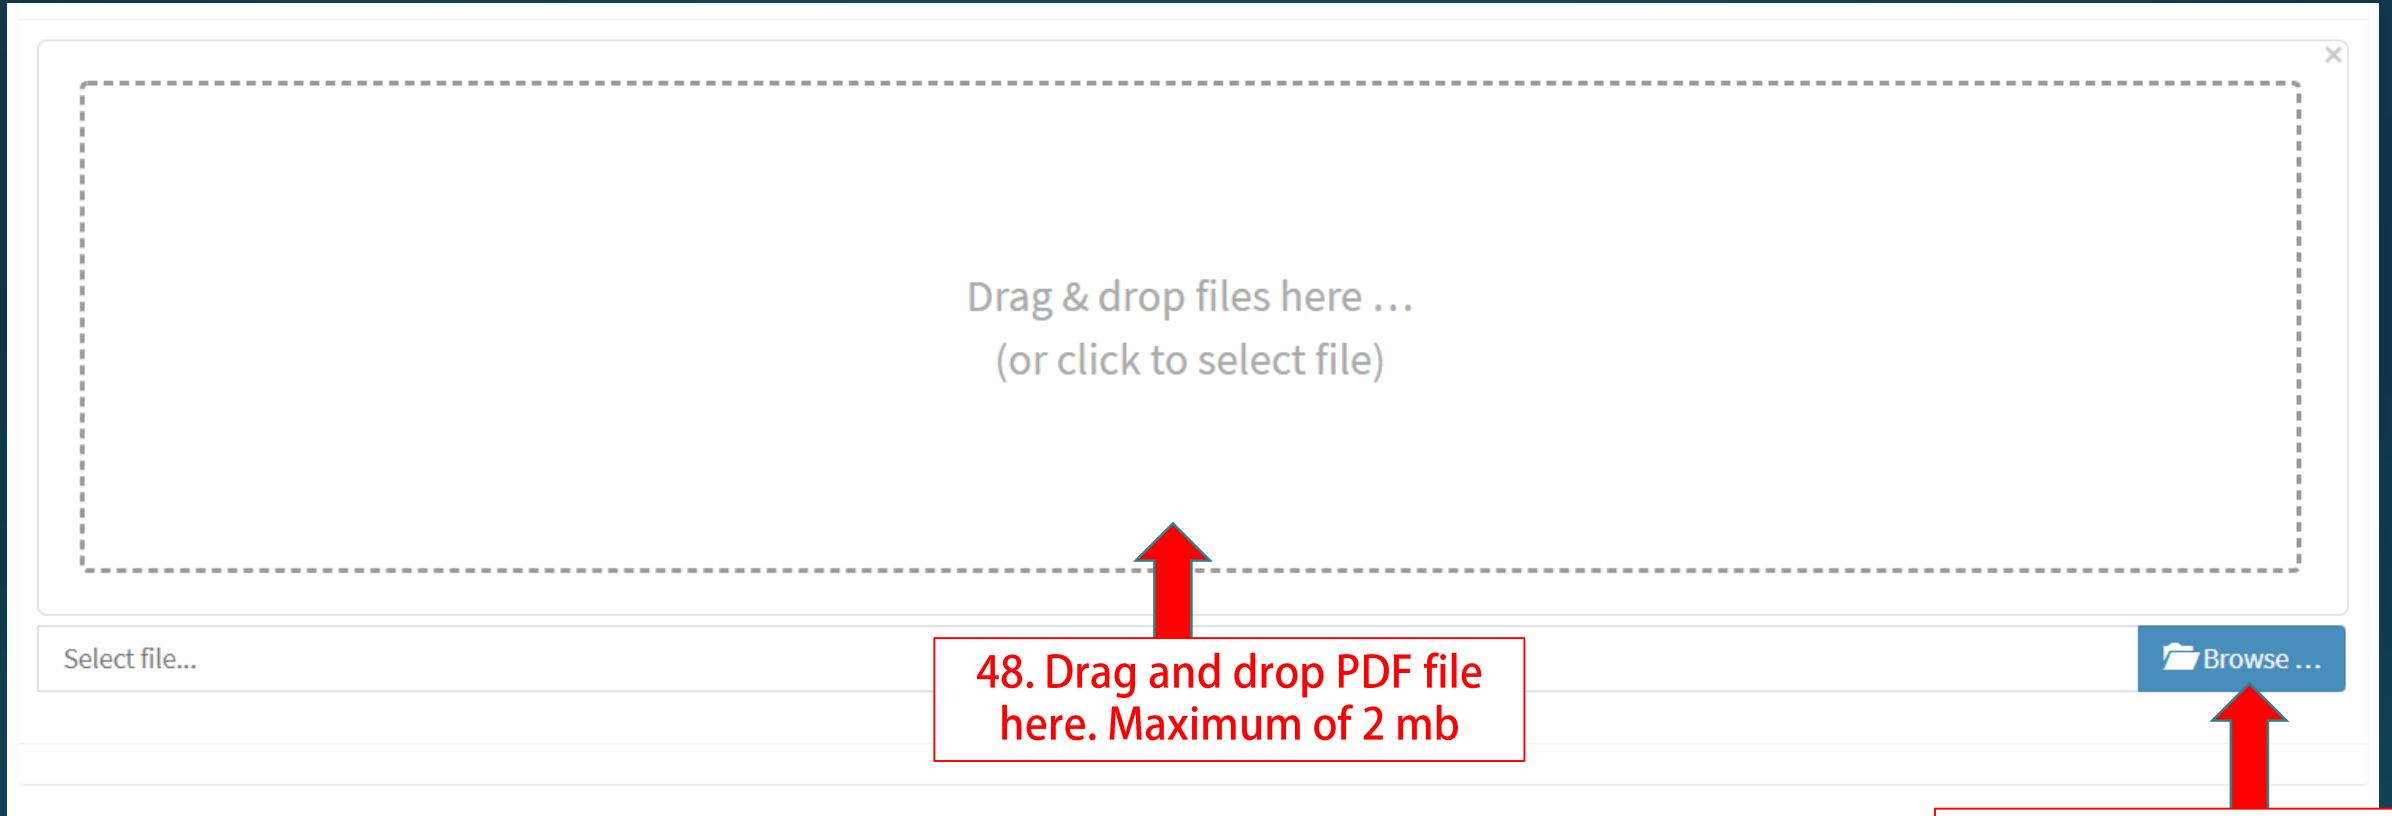 ×
Drag & drop files here …
(or click to select file)
Select file...
Browse …
48. Drag and drop PDF file
here. Maximum of 2 mb